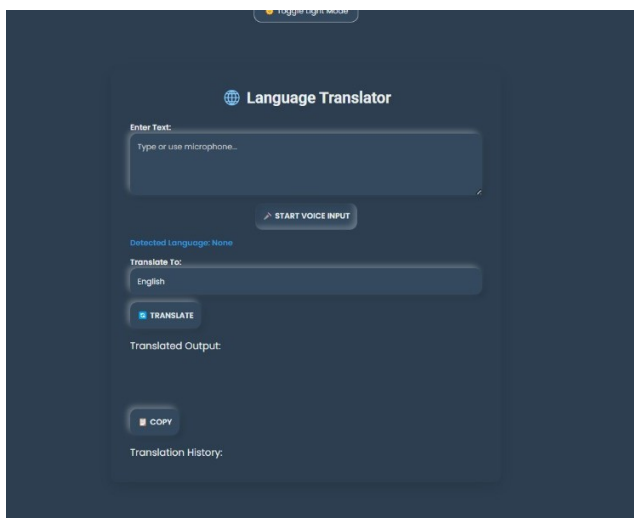 Toggle Light Mode
Language Translator
Enter Text:
Type or use microphone...
START VOICE INPUT
Detected Language: None
Translate To:
English
TRANSLATE
Translated Output:
COPY
Translation History: